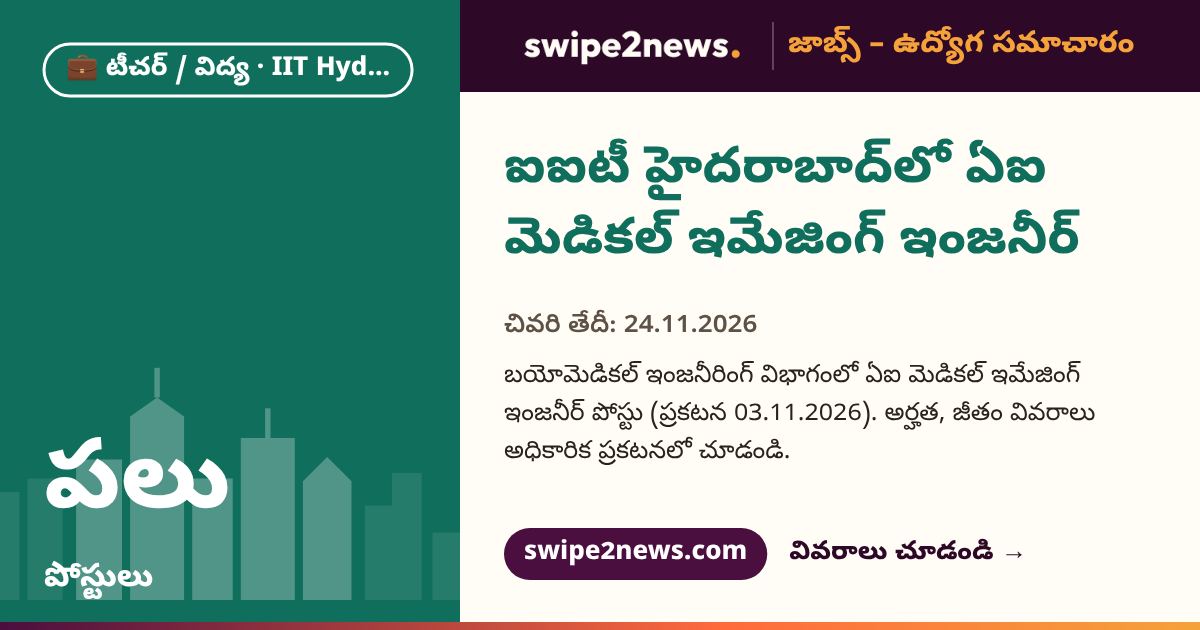 💼 టీచర్ / విద్య · IIT Hyd...
పలు
పోస్టులు
swipe2news.
జాబ్స్ – ఉద్యోగ సమాచారం
ఐఐటీ హైదరాబాద్‌లో ఏఐ
మెడికల్ ఇమేజింగ్ ఇంజనీర్
చివరి తేదీ: 24.11.2026
బయోమెడికల్ ఇంజనీరింగ్ విభాగంలో ఏఐ మెడికల్ ఇమేజింగ్
ఇంజనీర్ పోస్టు (ప్రకటన 03.11.2026). అర్హత, జీతం వివరాలు
అధికారిక ప్రకటనలో చూడండి.
swipe2news.com
వివరాలు చూడండి →